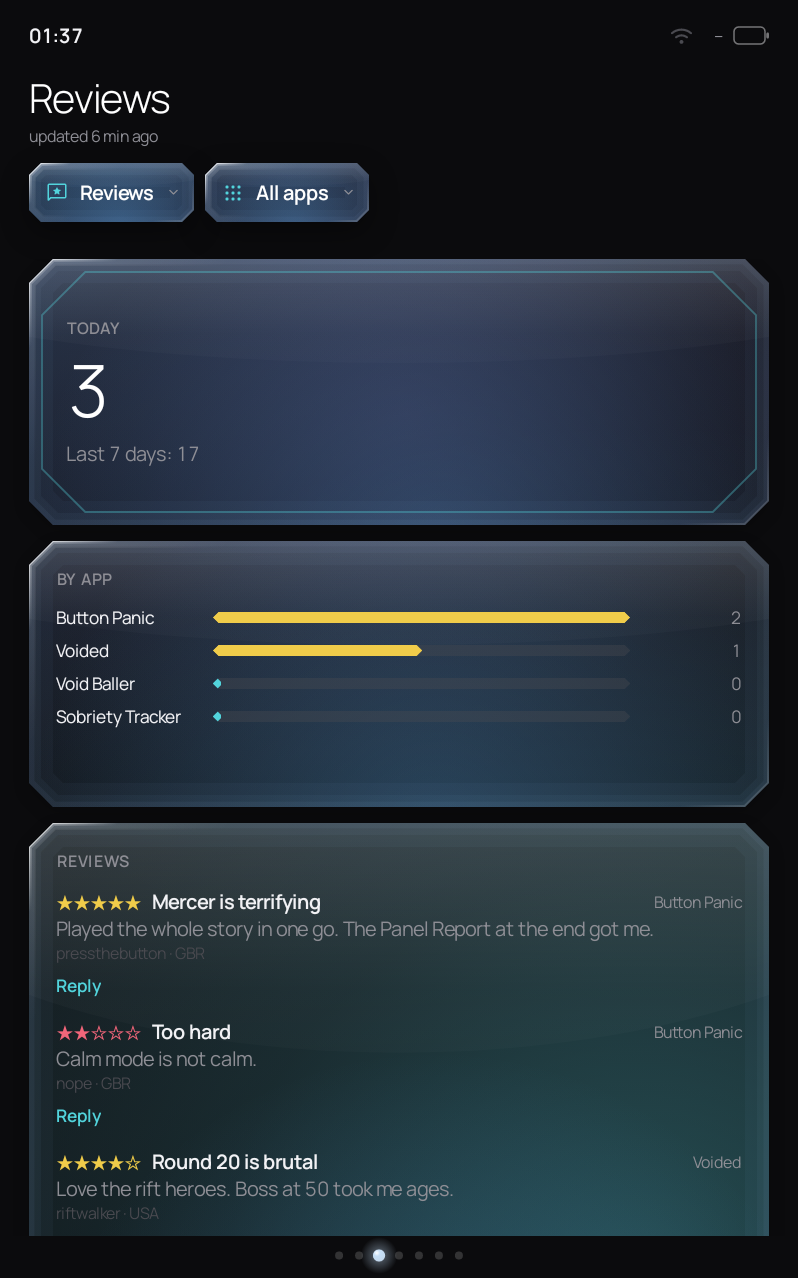 01:37
–
Reviews
updated 6 min ago
Reviews
All apps
TODAY
3
Last 7 days: 17
BY APP
Button Panic 2
Voided 1
Void Baller 0
Sobriety Tracker 0
REVIEWS
★★★★★ Mercer is terrifying Button Panic
Played the whole story in one go. The Panel Report at the end got me.
pressthebutton · GBR
Reply
★★☆☆☆ Too hard Button Panic
Calm mode is not calm.
nope · GBR
Reply
★★★★☆ Round 20 is brutal Voided
Love the rift heroes. Boss at 50 took me ages.
riftwalker · USA